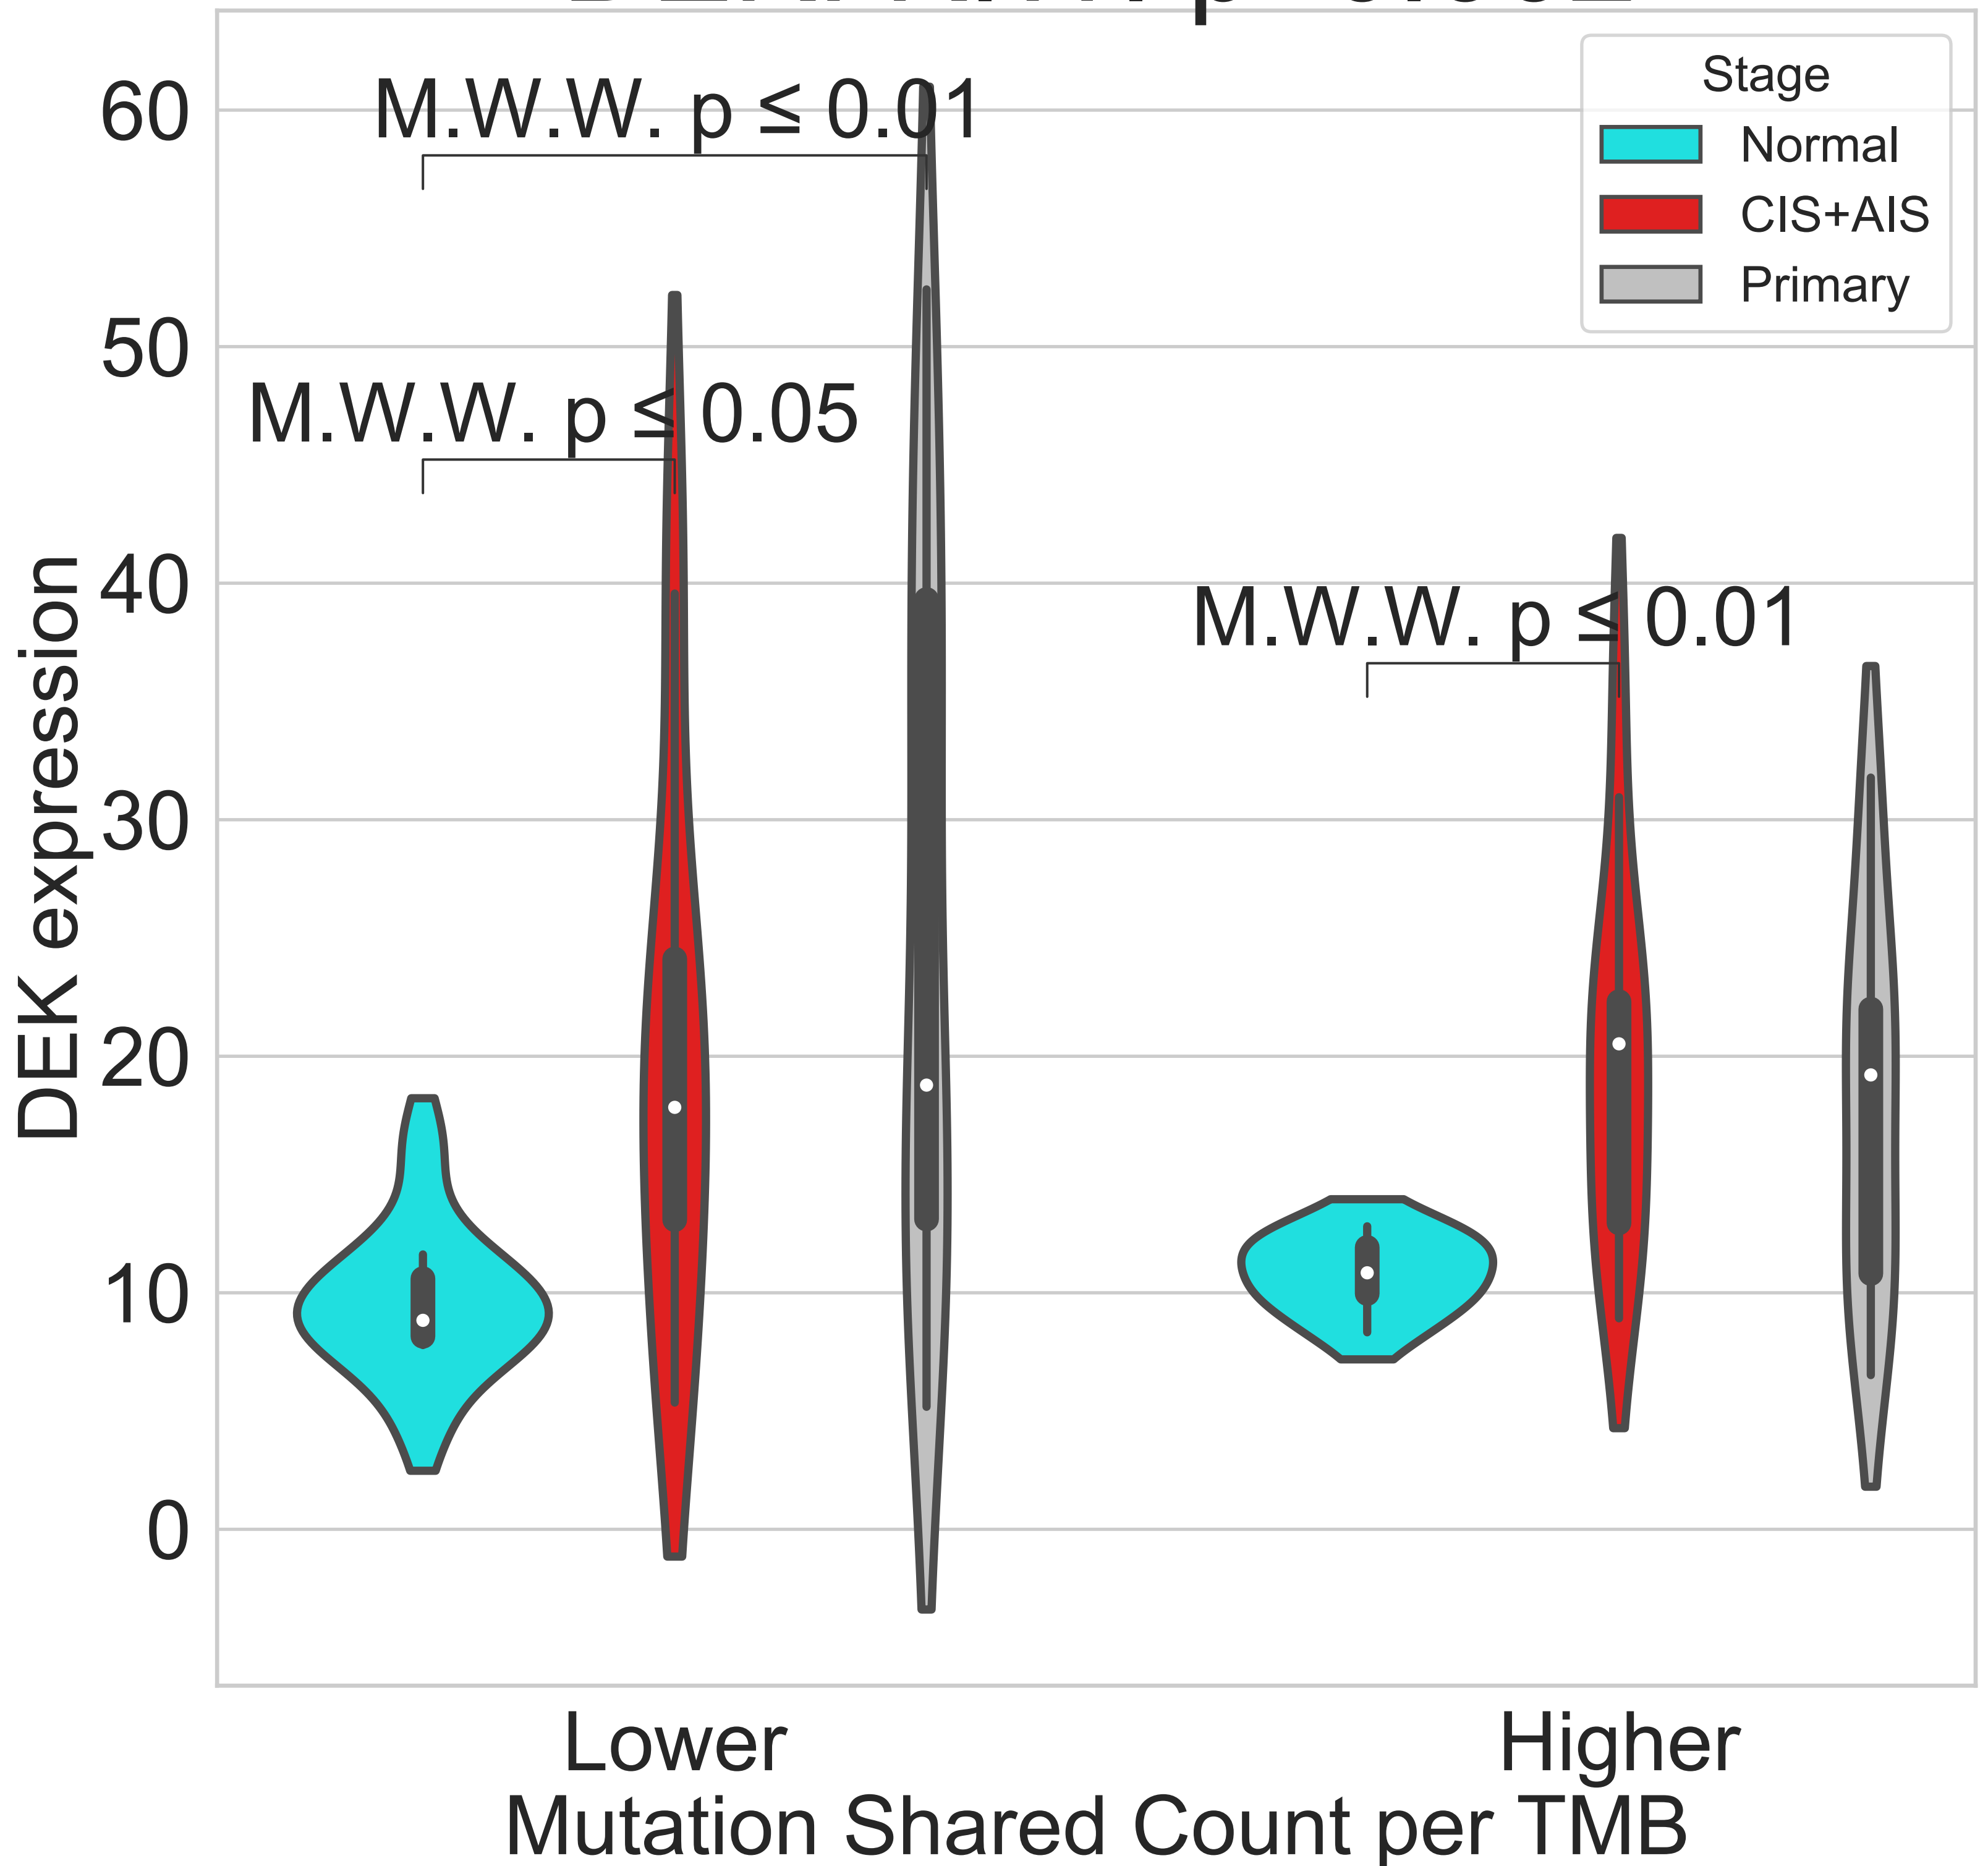 60
50
40
30
20
10
0
DEK expression
M.W.W. p ≤ 0.01
M.W.W. p ≤ 0.05
M.W.W. p ≤ 0.01
Stage
Normal
CIS+AIS
Primary
Lower
Higher
Mutation Shared Count per TMB